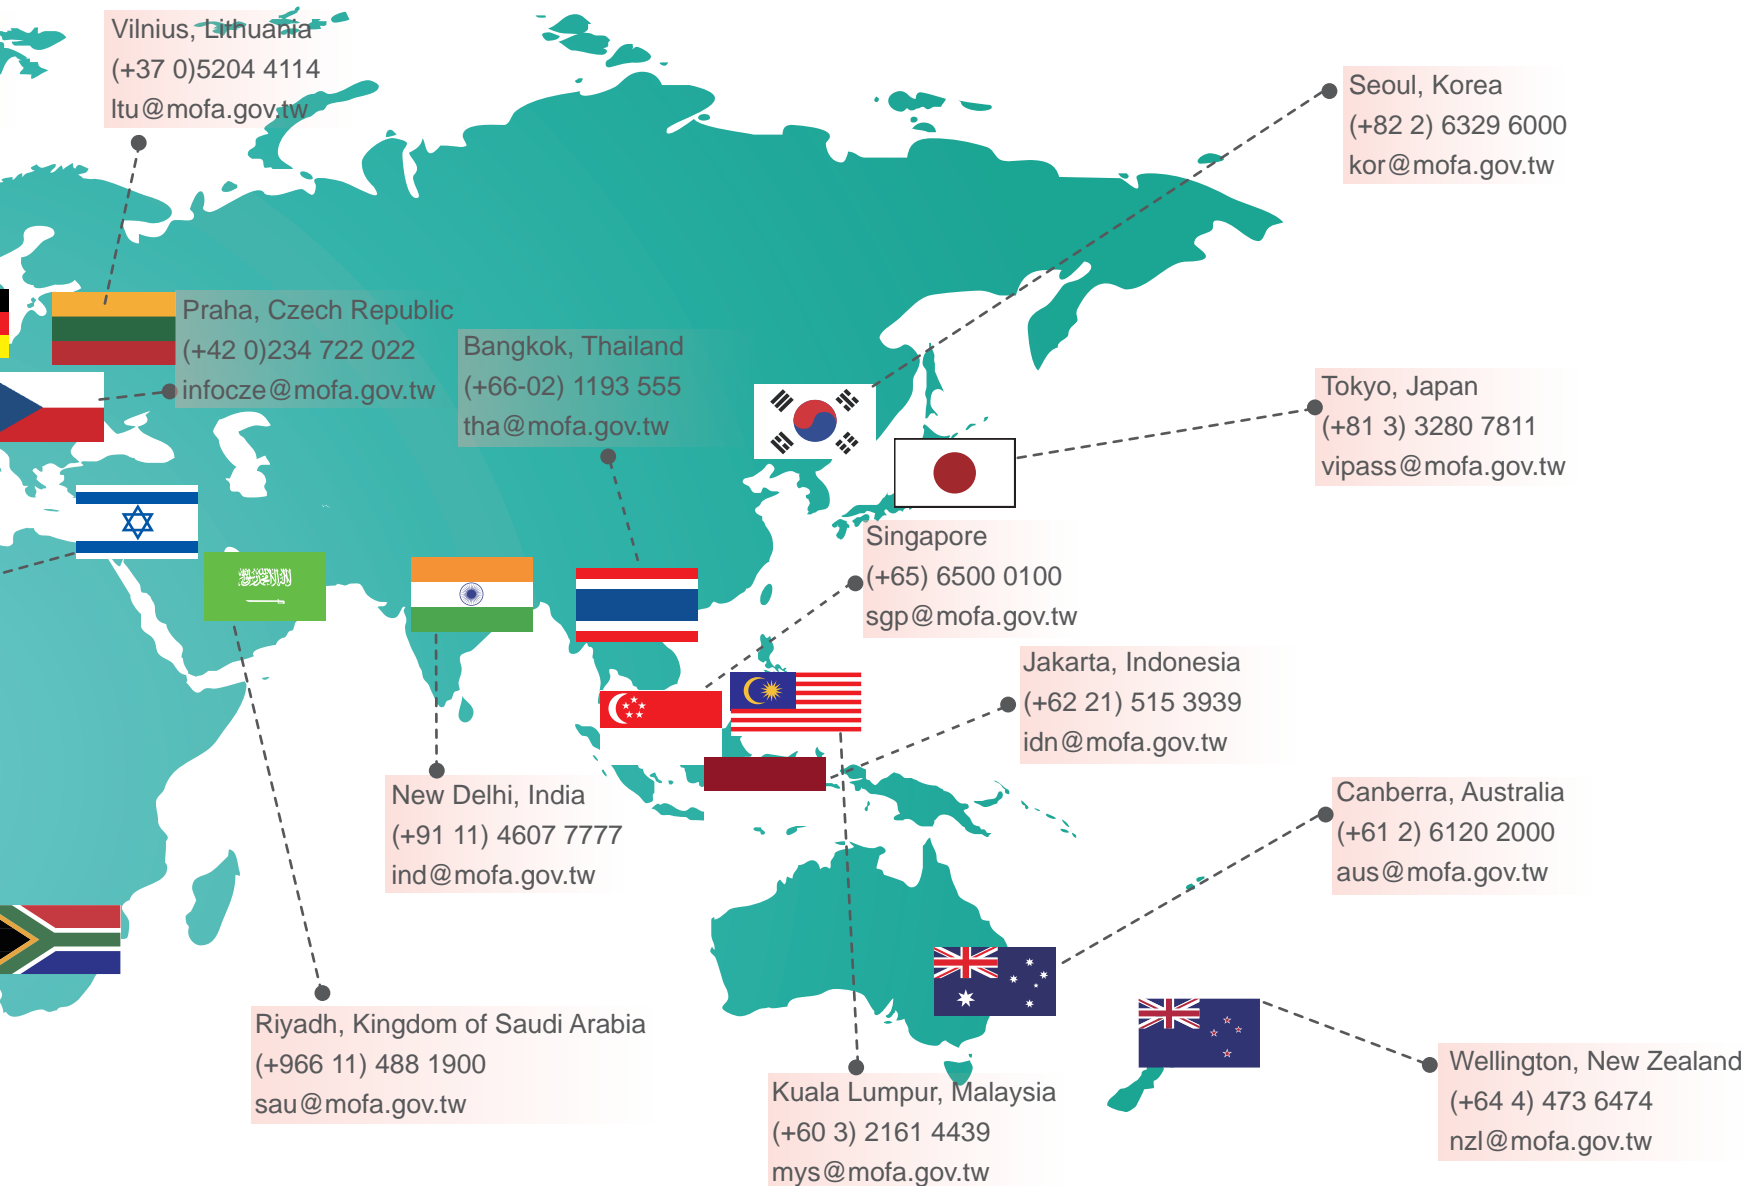 Vilnius, Lithuania
(+37 0)5204 4114
ltu@mofa.gov.tw
Seoul, Korea
(+82 2) 6329 6000
kor@mofa.gov.tw
Praha, Czech Republic
(+42 0)234 722 022
infocze@mofa.gov.tw
Bangkok, Thailand
(+66-02) 1193 555
tha@mofa.gov.tw
Tokyo, Japan
(+81 3) 3280 7811
vipass@mofa.gov.tw
Singapore
(+65) 6500 0100
sgp@mofa.gov.tw
Jakarta, Indonesia
(+62 21) 515 3939
idn@mofa.gov.tw
New Delhi, India
(+91 11) 4607 7777
ind@mofa.gov.tw
Canberra, Australia
(+61 2) 6120 2000
aus@mofa.gov.tw
Riyadh, Kingdom of Saudi Arabia
(+966 11) 488 1900
sau@mofa.gov.tw
Kuala Lumpur, Malaysia
(+60 3) 2161 4439
mys@mofa.gov.tw
Wellington, New Zealand
(+64 4) 473 6474
nzl@mofa.gov.tw